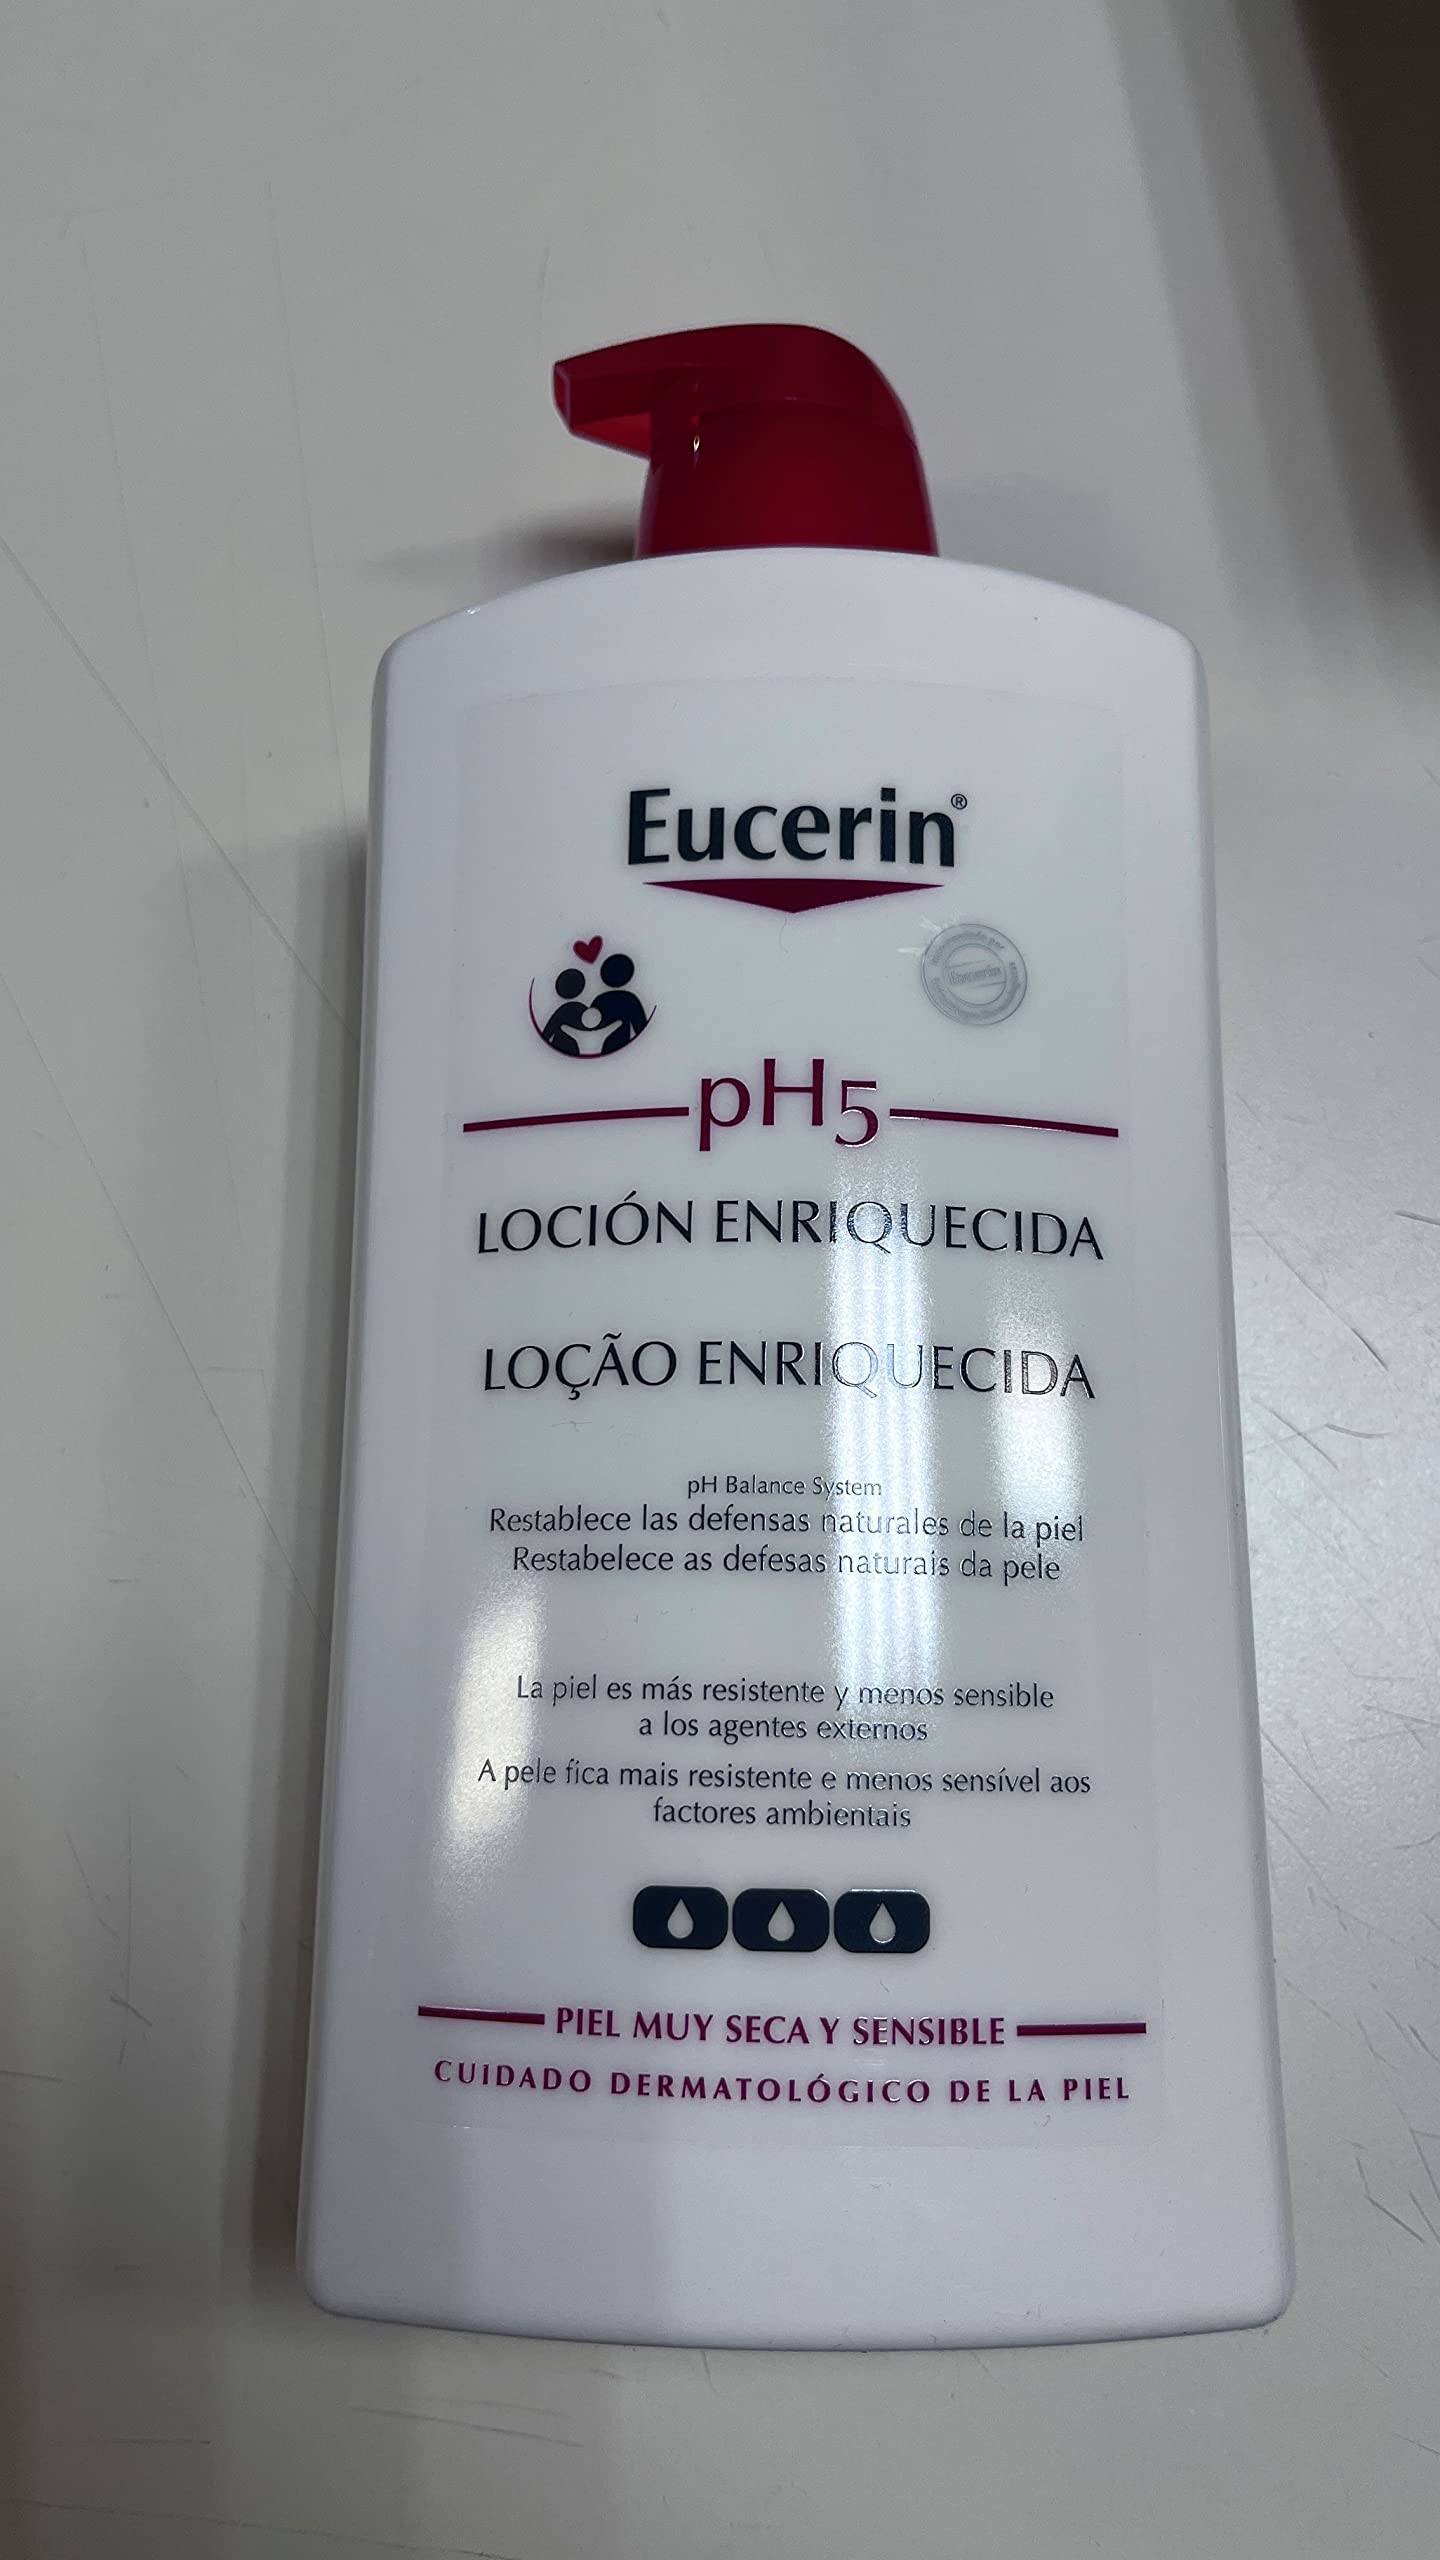 Eucerin®
pH5
LOCIÓN ENRIQUECIDA
LOÇÃO ENRIQUECIDA
pH Balance System
Restablece las defensas naturales de la piel
Restabelece as defesas naturais da pele
La piel es más resistente y menos sensible
a los agentes externos
A pele fica mais resistente e menos sensível aos
factores ambientais
PIEL MUY SECA Y SENSIBLE
CUIDADO DERMATOLÓGICO DE LA PIEL